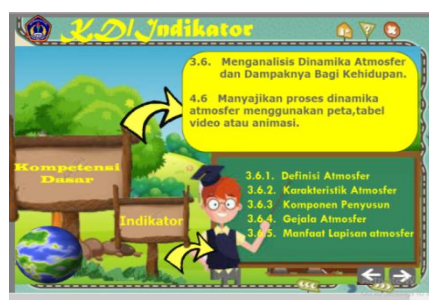 KD/Indikator
3.6. Menganalisis Dinamika Atmosfer
dan Dampaknya Bagi Kehidupan.
4.6 Manyajikan proses dinamika
atmosfer menggunakan peta,tabel
video atau animasi.
Kompetensi
Dasar
Indikator
3.6.1. Definisi Atmosfer
3.6.2. Karakteristik Atmosfer
3.6.3 Komponen Penyusun
3.6.4. Gejala Atmosfer
3.6.5. Manfaat Lapisan atmosfer